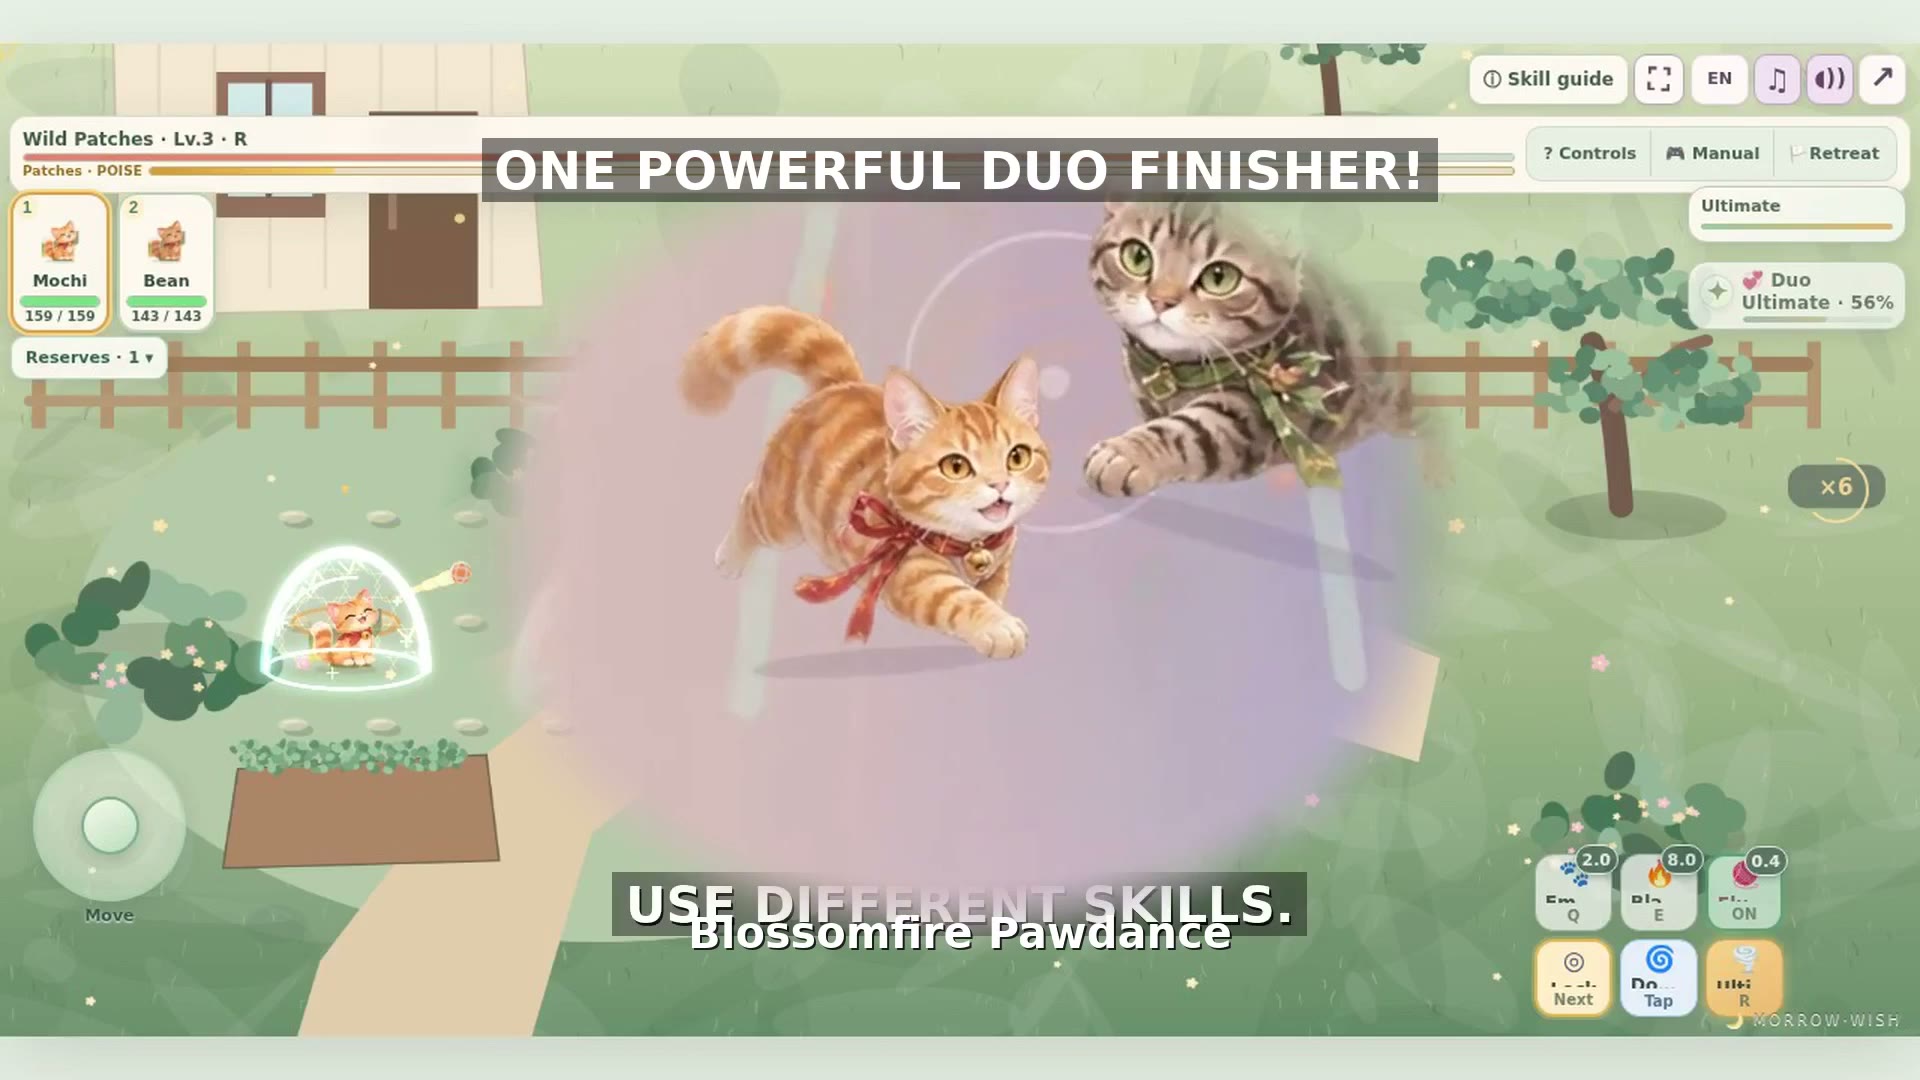 ⓘ Skill guide
EN
Wild Patches · Lv.3 · R
Patches · POISE
ONE POWERFUL DUO FINISHER!
? Controls
Manual
Retreat
1
2
Mochi
Bean
159 / 159
143 / 143
Reserves · 1 ▾
Ultimate
Duo
Ultimate · 56%
×6
Move
USE DIFFERENT SKILLS.
Blossomfire Pawdance
2.0
8.0
0.4
Q
E
ON
Do...
Next
Tap
R
MORROW·WISH